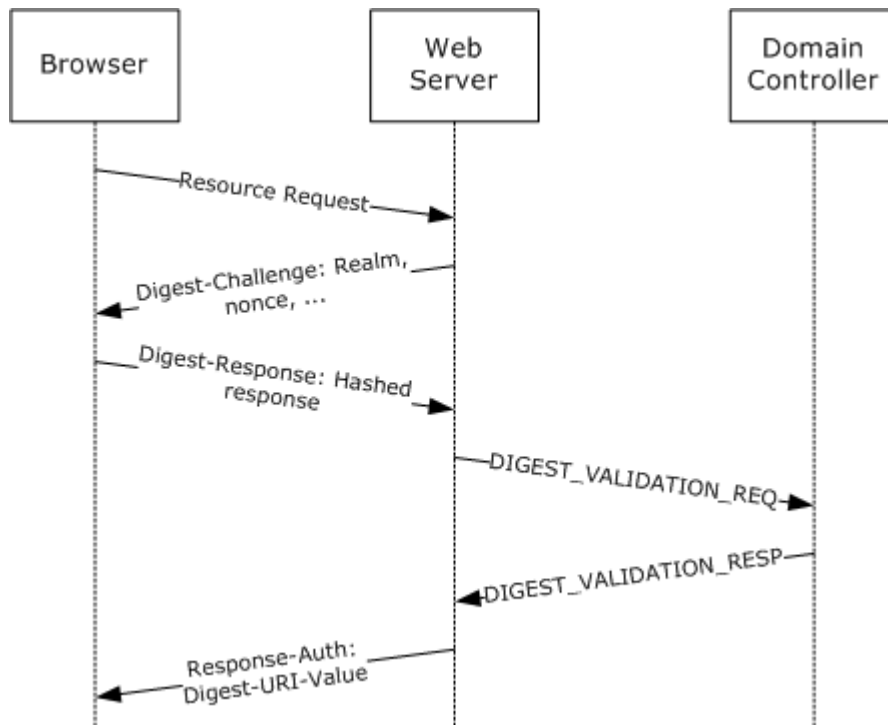 Browser
Web
Server
Domain
Controller
Resource Request
Digest-Challenge: Realm,
nonce, ...
Digest-Response: Hashed
response
DIGEST_VALIDATION_REQ
DIGEST_VALIDATION_RESP
Response-Auth:
Digest-URI-Value